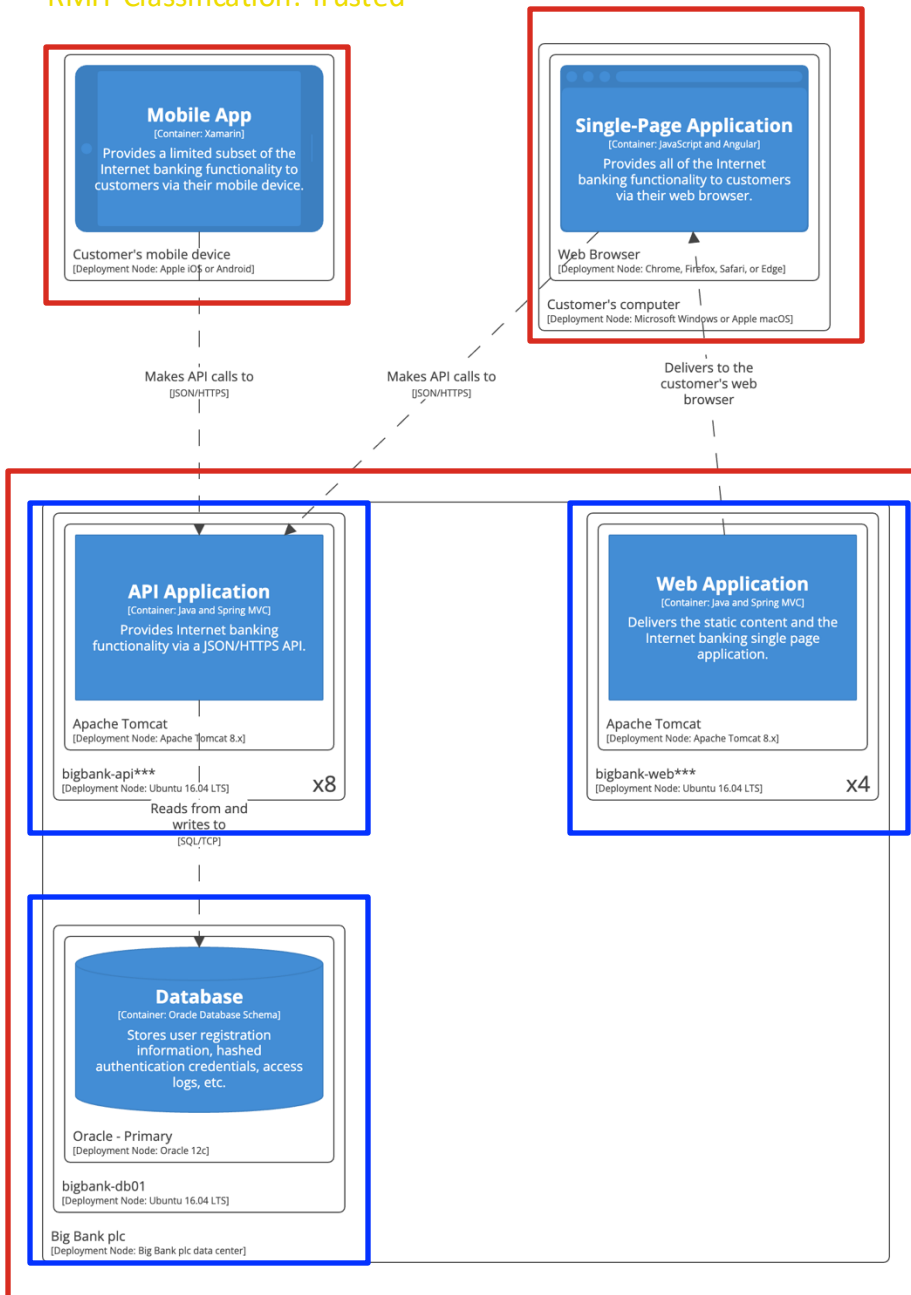 RMIT Classification: Trusted
Mobile App
[Container: Xamarin]
Provides a limited subset of the
Internet banking functionality to
customers via their mobile device.
Customer's mobile device
[Deployment Node: Apple iOS or Android]
Single-Page Application
[Container: JavaScript and Angular]
Provides all of the Internet
banking functionality to customers
via their web browser.
Web Browser
[Deployment Node: Chrome, Firefox, Safari, or Edge]
Customer's computer
[Deployment Node: Microsoft Windows or Apple macOS]
Makes API calls to
[JSON/HTTPS]
Makes API calls to
[JSON/HTTPS]
Delivers to the
customer's web
browser
API Application
[Container: Java and Spring MVC]
Provides Internet banking
functionality via a JSON/HTTPS API.
Apache Tomcat
[Deployment Node: Apache Tomcat 8.x]
bigbank-api***
[Deployment Node: Ubuntu 16.04 LTS]
x8
Web Application
[Container: Java and Spring MVC]
Delivers the static content and the
Internet banking single page
application.
Apache Tomcat
[Deployment Node: Apache Tomcat 8.x]
bigbank-web***
[Deployment Node: Ubuntu 16.04 LTS]
x4
Reads from and
writes to
[SQL/TCP]
Database
[Container: Oracle Database Schema]
Stores user registration
information, hashed
authentication credentials, access
logs, etc.
Oracle - Primary
[Deployment Node: Oracle 12c]
bigbank-db01
[Deployment Node: Ubuntu 16.04 LTS]
Big Bank plc
[Deployment Node: Big Bank plc data center]